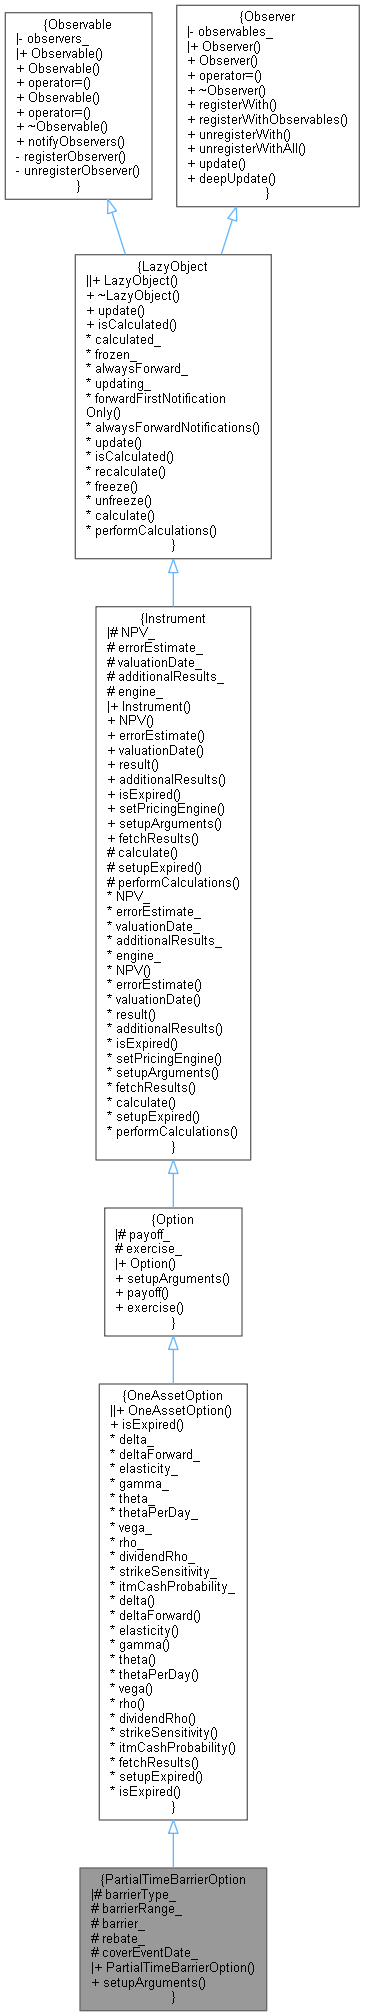 {Observable
|- observers_
|+ Observable()
+ Observable()
+ operator=()
+ Observable()
+ operator=()
+ ~Observable()
+ notifyObservers()
- registerObserver()
- unregisterObserver()
}
{Observer
|- observables_
|+ Observer()
+ Observer()
+ operator=()
+ ~Observer()
+ registerWith()
+ registerWithObservables()
+ unregisterWith()
+ unregisterWithAll()
+ update()
+ deepUpdate()
}
{LazyObject
||+ LazyObject()
+ ~LazyObject()
+ update()
+ isCalculated()
* calculated_
* frozen_
* alwaysForward_
* updating_
* forwardFirstNotification
Only()
* alwaysForwardNotifications()
* update()
* isCalculated()
* recalculate()
* freeze()
* unfreeze()
* calculate()
* performCalculations()
}
{Instrument
|# NPV_
# errorEstimate_
# valuationDate_
# additionalResults_
# engine_
|+ Instrument()
+ NPV()
+ errorEstimate()
+ valuationDate()
+ result()
+ additionalResults()
+ isExpired()
+ setPricingEngine()
+ setupArguments()
+ fetchResults()
# calculate()
# setupExpired()
# performCalculations()
* NPV_
* errorEstimate_
* valuationDate_
* additionalResults_
* engine_
* NPV()
* errorEstimate()
* valuationDate()
* result()
* additionalResults()
* isExpired()
* setPricingEngine()
* setupArguments()
* fetchResults()
* calculate()
* setupExpired()
* performCalculations()
}
{Option
|# payoff_
# exercise_
|+ Option()
+ setupArguments()
+ payoff()
+ exercise()
}
{OneAssetOption
||+ OneAssetOption()
+ isExpired()
* delta_
* deltaForward_
* elasticity_
* gamma_
* theta_
* thetaPerDay_
* vega_
* rho_
* dividendRho_
* strikeSensitivity_
* itmCashProbability_
* delta()
* deltaForward()
* elasticity()
* gamma()
* theta()
* thetaPerDay()
* vega()
* rho()
* dividendRho()
* strikeSensitivity()
* itmCashProbability()
* fetchResults()
* setupExpired()
* isExpired()
}
{PartialTimeBarrierOption
|# barrierType_
# barrierRange_
# barrier_
# rebate_
# coverEventDate_
|+ PartialTimeBarrierOption()
+ setupArguments()
}